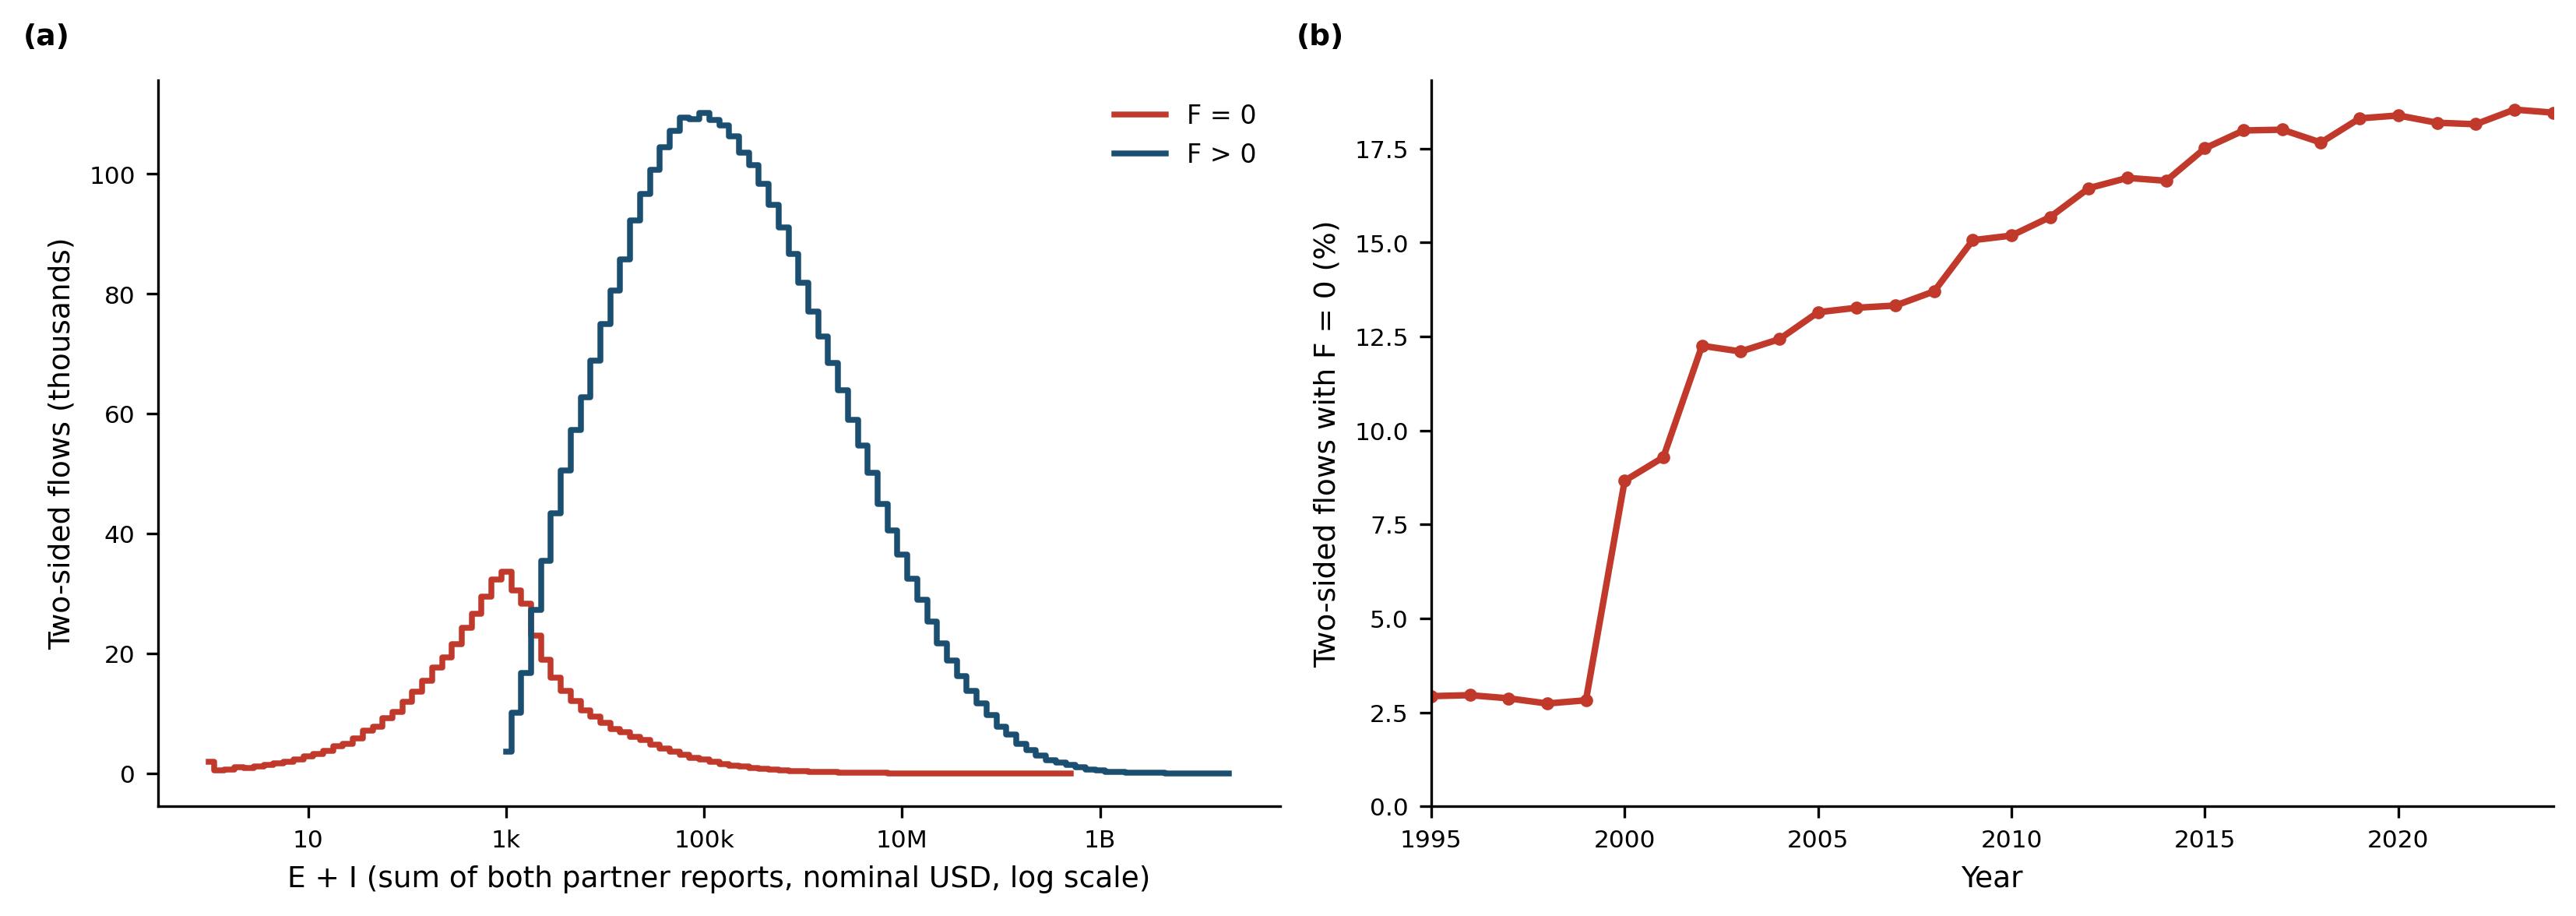 (a)
Two-sided flows (thousands)
100
80
60
40
20
0
10 1k 100k 10M 1B
E + I (sum of both partner reports, nominal USD, log scale)
F = 0
F > 0
(b)
Two-sided flows with F = 0 (%)
17.5
15.0
12.5
10.0
7.5
5.0
2.5
0.0
1995 2000 2005 2010 2015 2020
Year